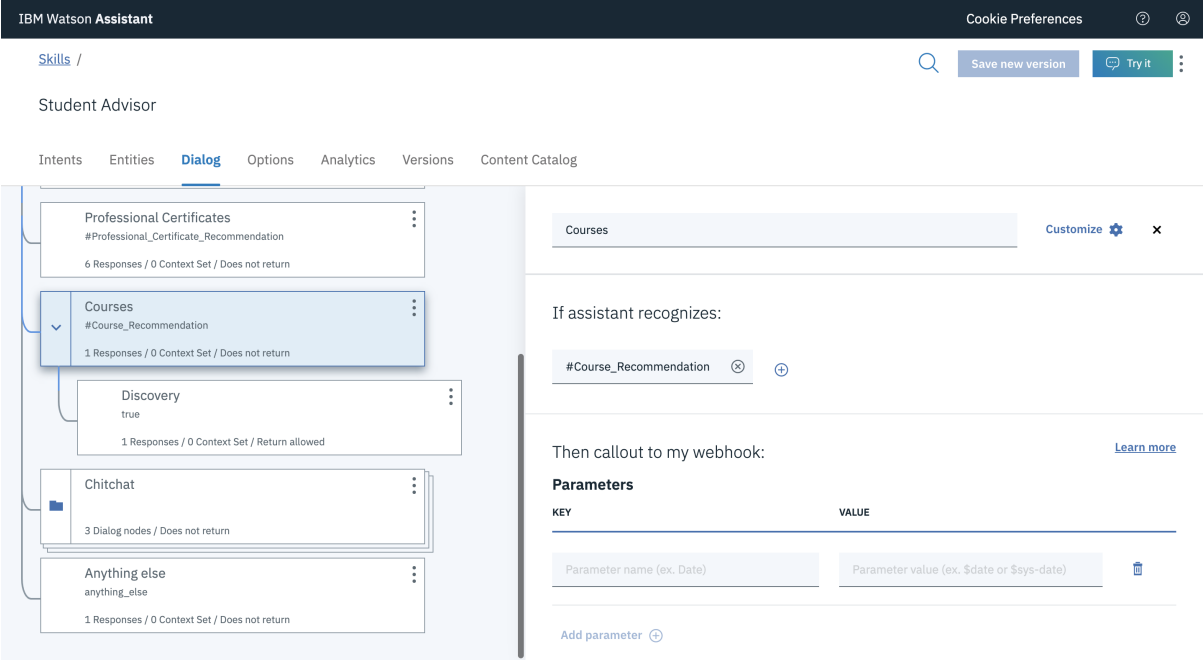 IBM Watson Assistant
Cookie Preferences
Skills /
Save new version
Try it
Student Advisor
Intents Entities Dialog Options Analytics Versions Content Catalog
Professional Certificates
#Professional_Certificate_Recommendation
6 Responses / 0 Context Set / Does not return
Courses
#Course_Recommendation
1 Responses / 0 Context Set / Does not return
Discovery
true
1 Responses / 0 Context Set / Return allowed
Chitchat
3 Dialog nodes / Does not return
Anything else
anything_else
1 Responses / 0 Context Set / Does not return
Courses
Customize
If assistant recognizes:
#Course_Recommendation
Then callout to my webhook:
Learn more
Parameters
KEY VALUE
Parameter name (ex. Date) Parameter value (ex. $date or $sys-date)
Add parameter